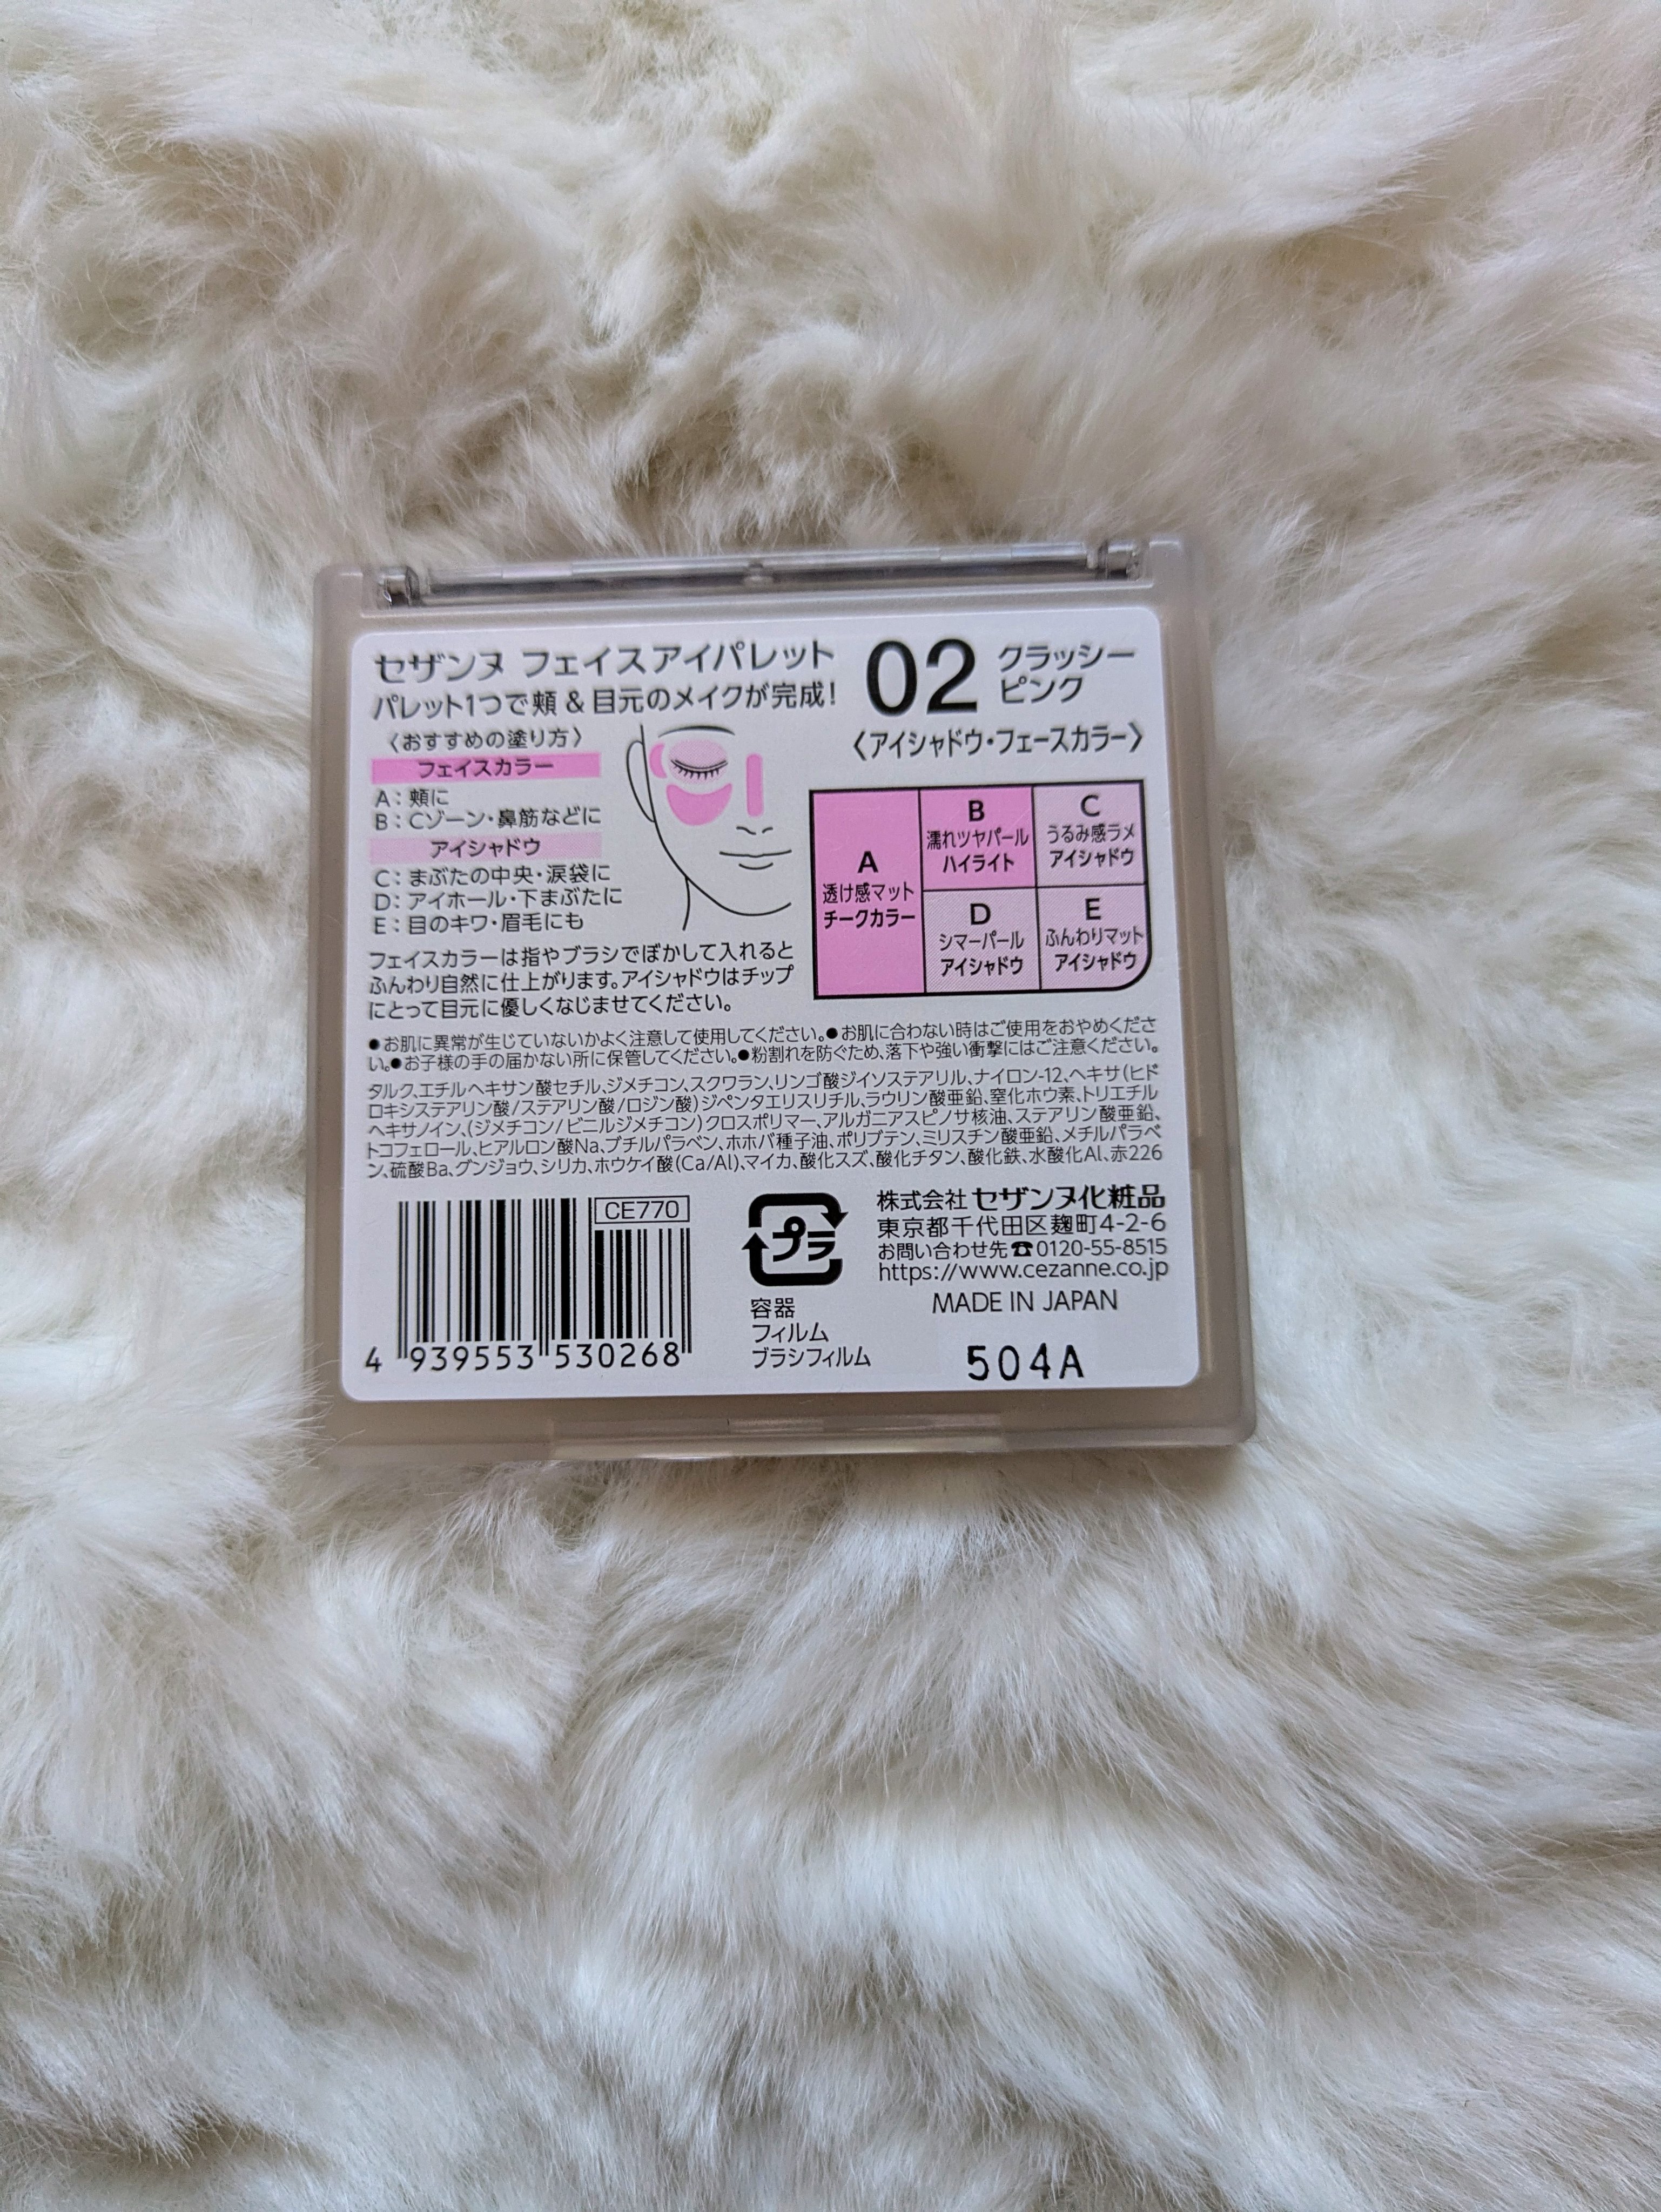 セザンヌ フェイスアイパレット
パレット1つで頬&目元のメイクが完成!
02 クラッシー
ピンク
〈アイシャドウ・フェースカラー〉
〈おすすめの塗り方〉
フェイスカラー
A:頬に
B:Cゾーン・鼻筋などに
アイシャドウ
C:まぶたの中央・涙袋に
D:アイホール・下まぶたに
E:目のキワ・眉毛にも
フェイスカラーは指やブラシでぼかして入れると
ふんわり自然に仕上がります。アイシャドウはチップ
にとって目元に優しくなじませてください。
A
透け感マット
チークカラー
B
濡れツヤパール
ハイライト
C
うるみ感ラメ
アイシャドウ
D
シマーパール
アイシャドウ
E
ふんわりマット
アイシャドウ
●お肌に異常が生じていないかよく注意して使用してください。●お肌に合わない時はご使用をおやめくださ
い。●お子様の手の届かない所に保管してください。●粉割れを防ぐため、落下や強い衝撃にはご注意ください。
タルク、エチルヘキサン酸セチル、ジメチコン、スクワラン、リンゴ酸ジイソステアリル、ナイロン-12、ヘキサ(ヒド
ロキシステアリン酸/ステアリン酸/ロジン酸)ジペンタエリスリチル、ラウリン酸亜鉛、窒化ホウ素、トリエチル
ヘキサノイン、(ジメチコン/ビニルジメチコン)クロスポリマー、アルガニアスピノサ核油、ステアリン酸亜鉛、
トコフェロール、ヒアルロン酸Na、ブチルパラベン、ホホバ種子油、ポリブテン、ミリスチン酸亜鉛、メチルパラベ
ン、硫酸Ba、グンジョウ、シリカ、ホウケイ酸(Ca/Al)、マイカ、酸化スズ、酸化チタン、酸化鉄、水酸化Al、赤226
CE770
4 939553 530268
プラ
容器
フィルム
ブラシフィルム
株式会社 セザンヌ化粧品
東京都千代田区麹町4-2-6
お問い合わせ先☎0120-55-8515
https://www.cezanne.co.jp
MADE IN JAPAN
504A